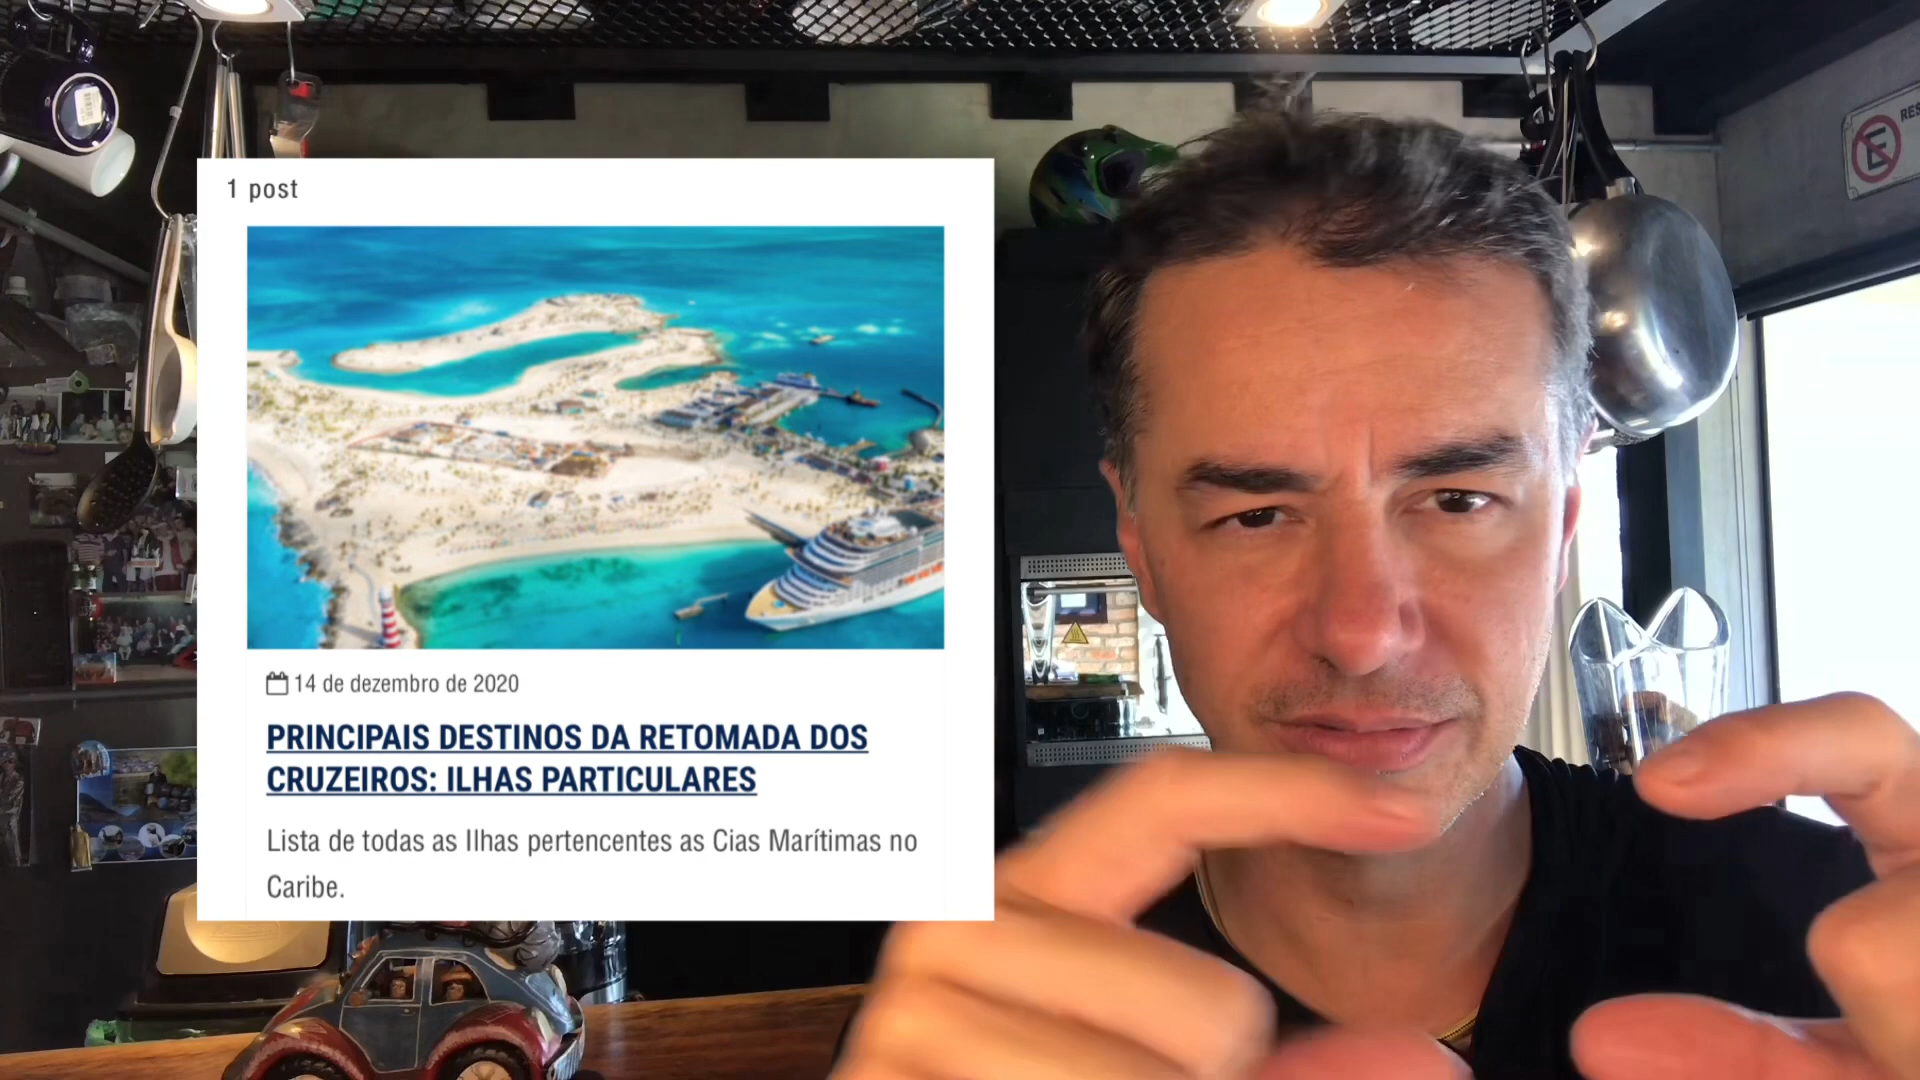 1 post
14 de dezembro de 2020
PRINCIPAIS DESTINOS DA RETOMADA DOS
CRUZEIROS: ILHAS PARTICULARES
Lista de todas as Ilhas pertencentes as Cias Marítimas no
Caribe.
RES
E